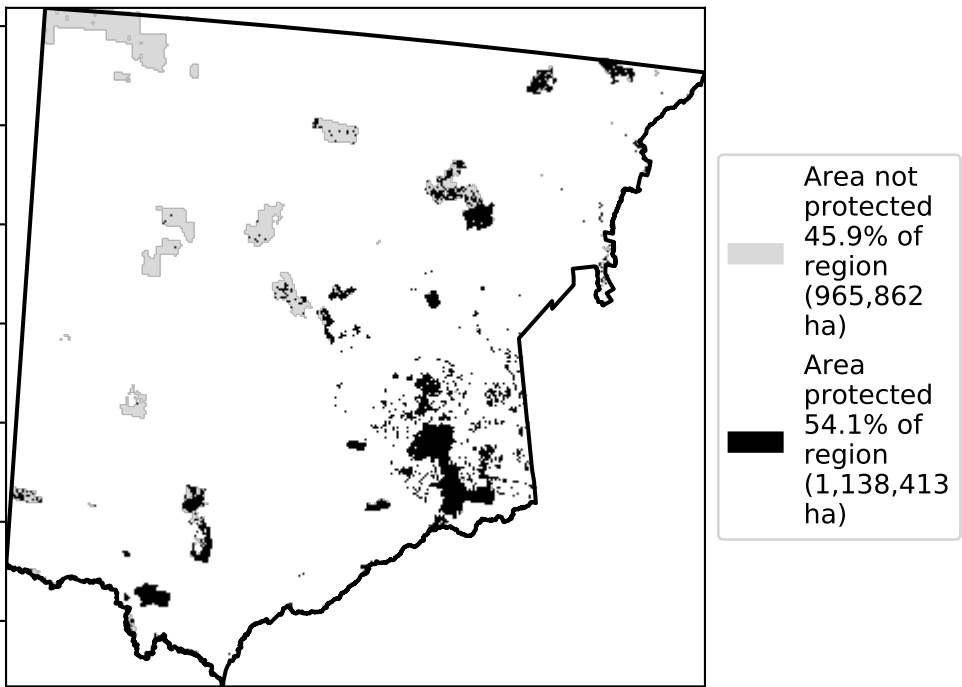 Area not
protected
45.9% of
region
(965,862
ha)
Area
protected
54.1% of
region
(1,138,413
ha)